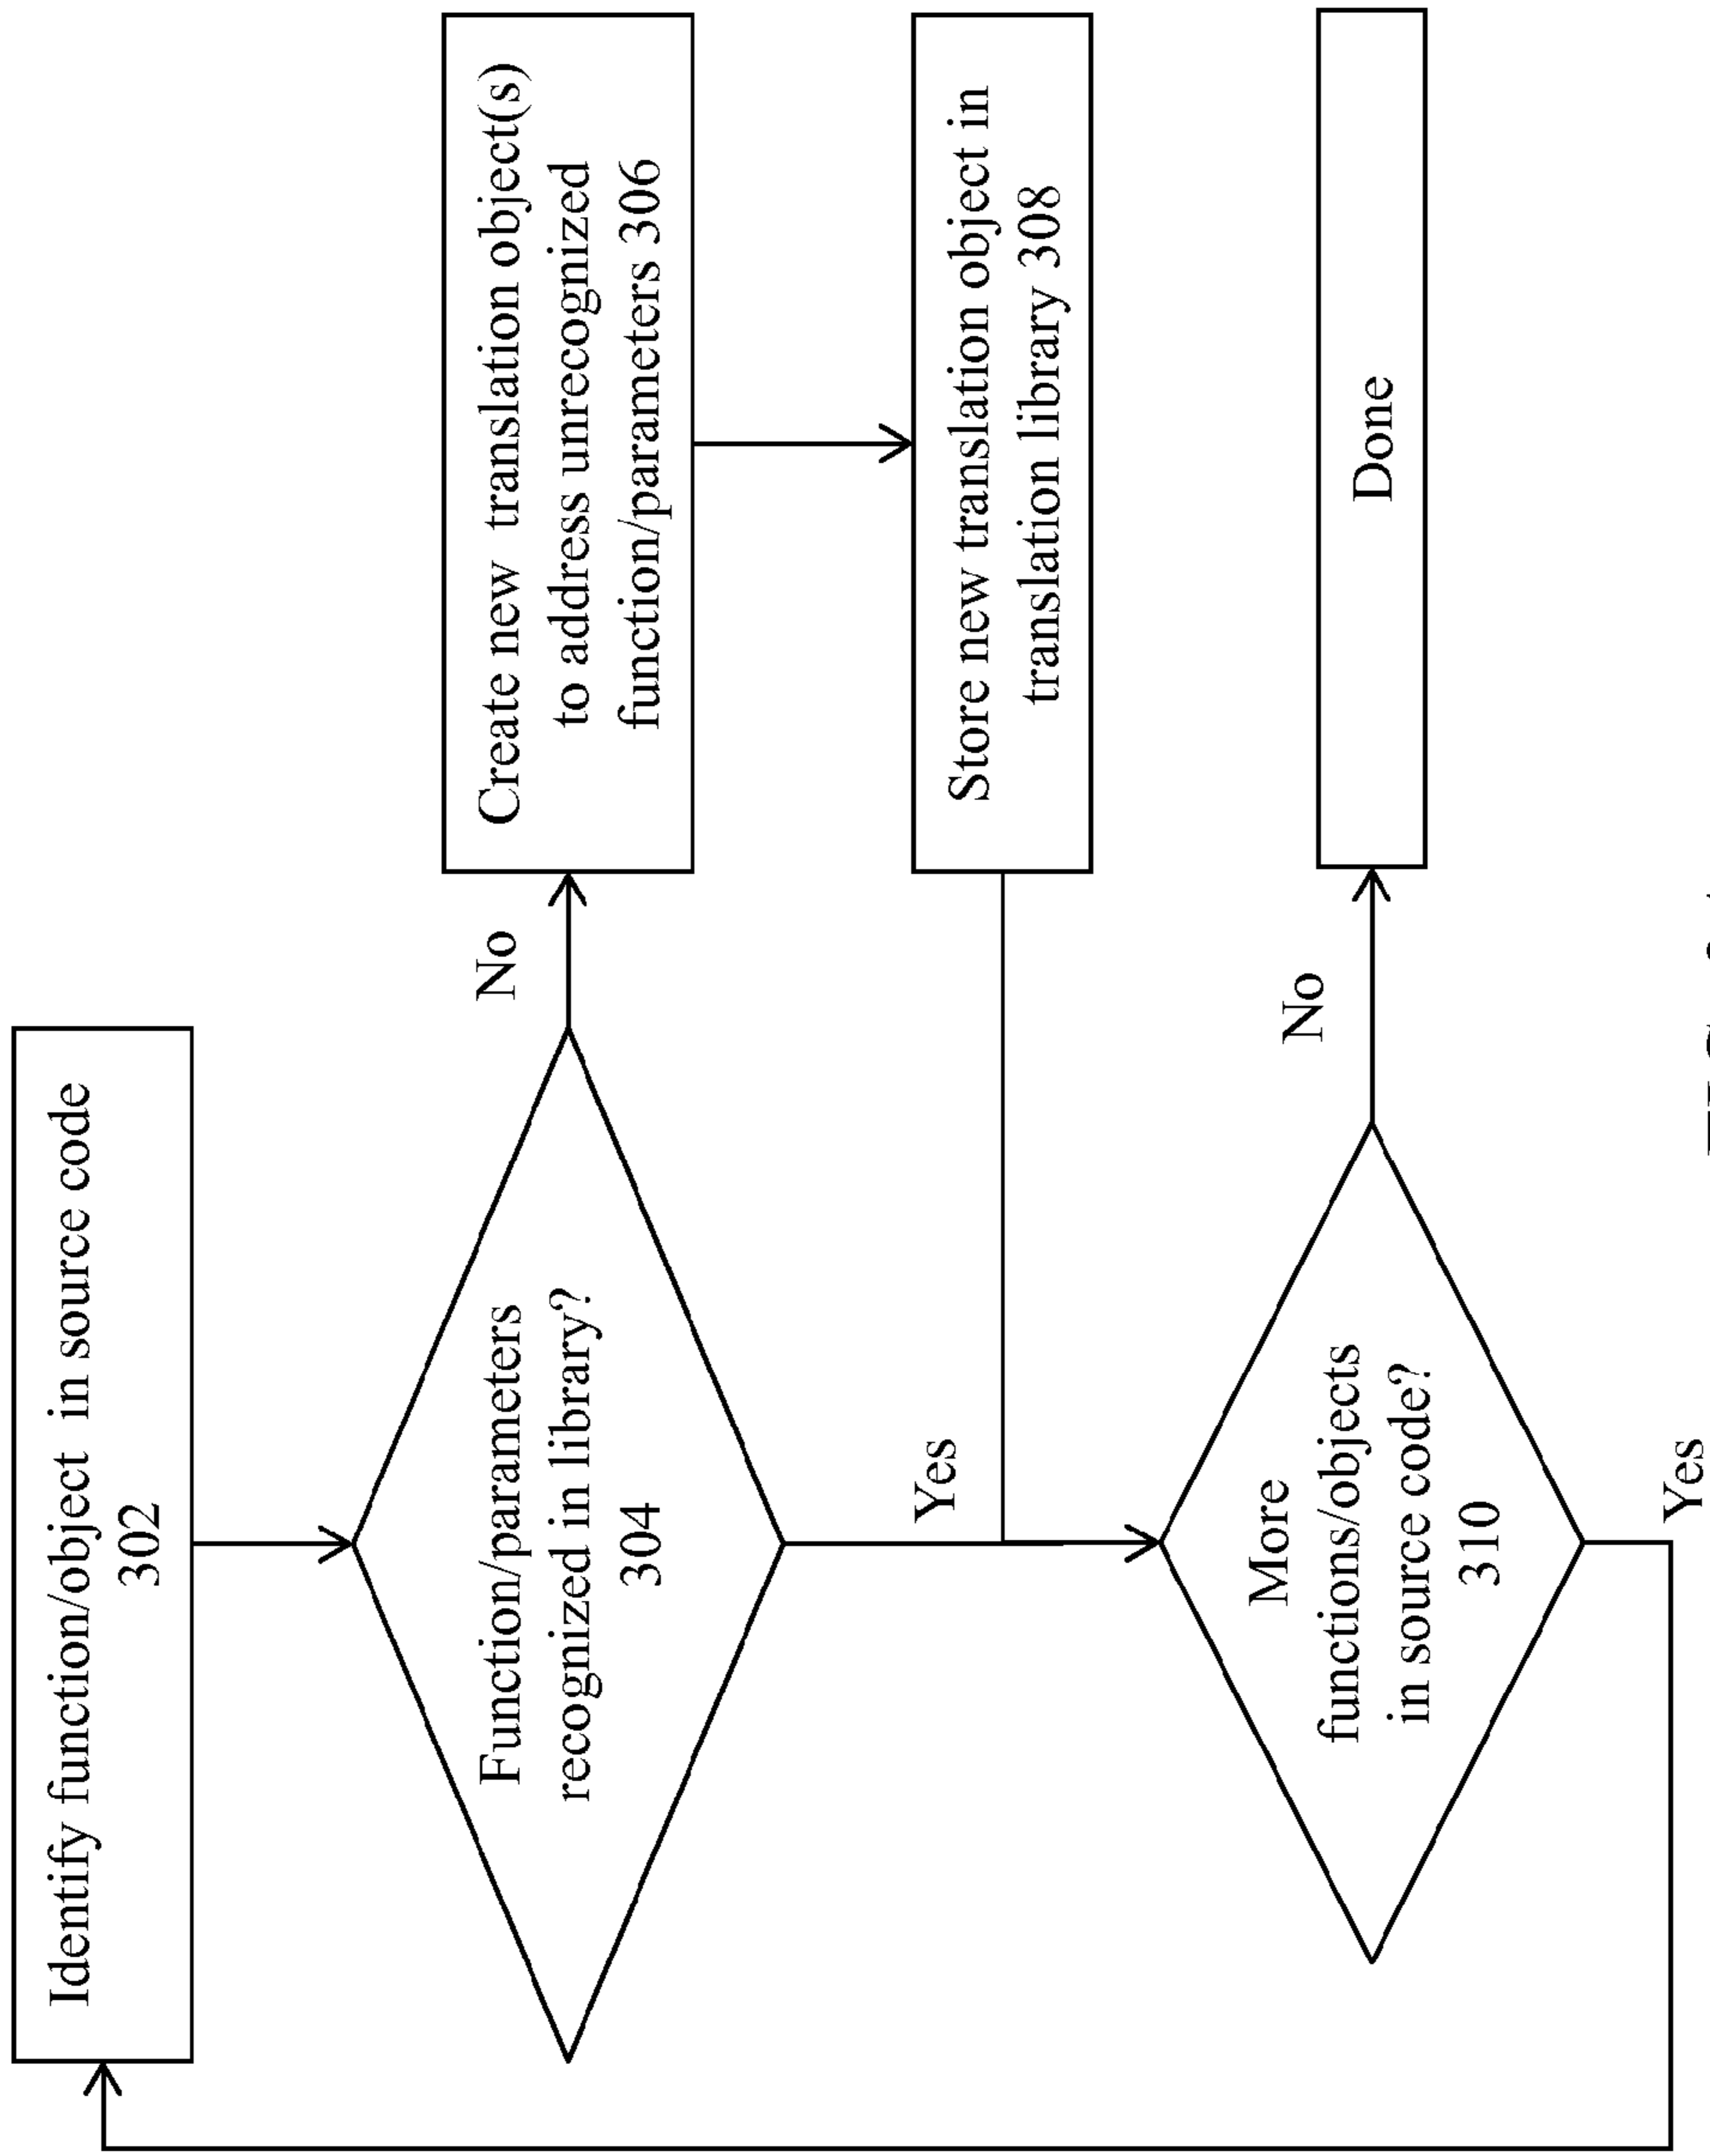 Identify function/object in source code
302
Function/parameters
recognized in library?
304
No
Create new translation object(s)
to address unrecognized
function/parameters 306
Store new translation object in
translation library 308
Yes
More
functions/objects
in source code?
310
No
Done
Yes